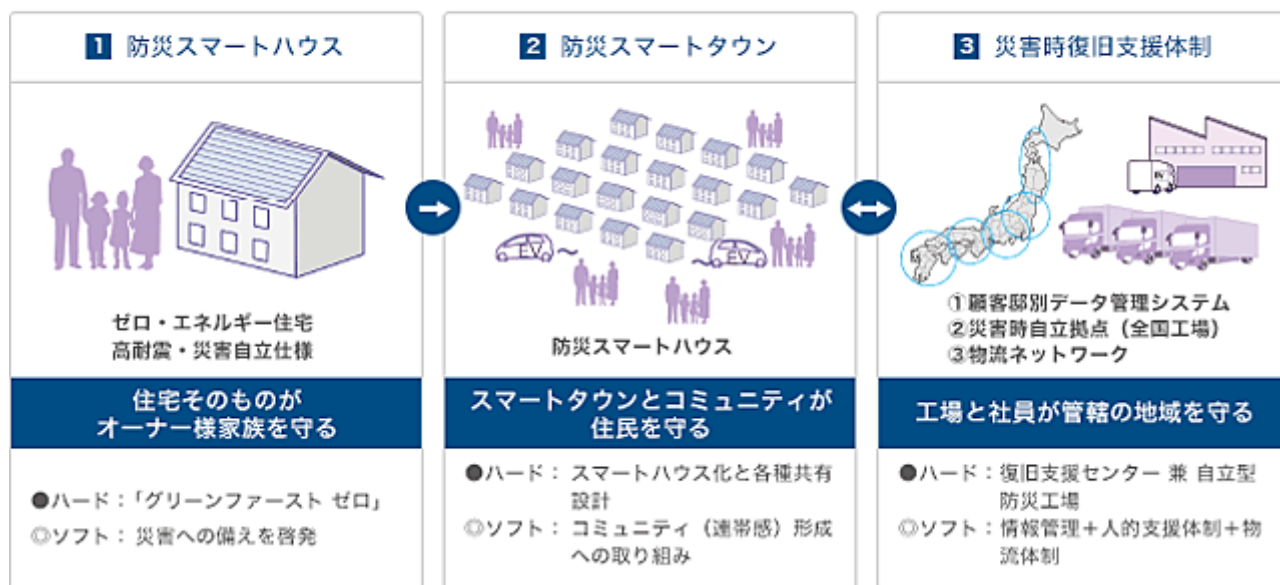 1 防災スマートハウス
ゼロ・エネルギー住宅
高耐震・災害自立仕様
住宅そのものが
オーナー様家族を守る
●ハード：「グリーンファースト ゼロ」
◎ソフト：災害への備えを啓発
2 防災スマートタウン
EV
EV
防災スマートハウス
スマートタウンとコミュニティが
住民を守る
●ハード： スマートハウス化と各種共有
設計
◎ソフト： コミュニティ（連帯感）形成
への取り組み
3 災害時復旧支援体制
①顧客邸別データ管理システム
②災害時自立拠点（全国工場）
③物流ネットワーク
工場と社員が管轄の地域を守る
●ハード：復旧支援センター 兼 自立型
防災工場
◎ソフト：情報管理＋人的支援体制＋物
流体制